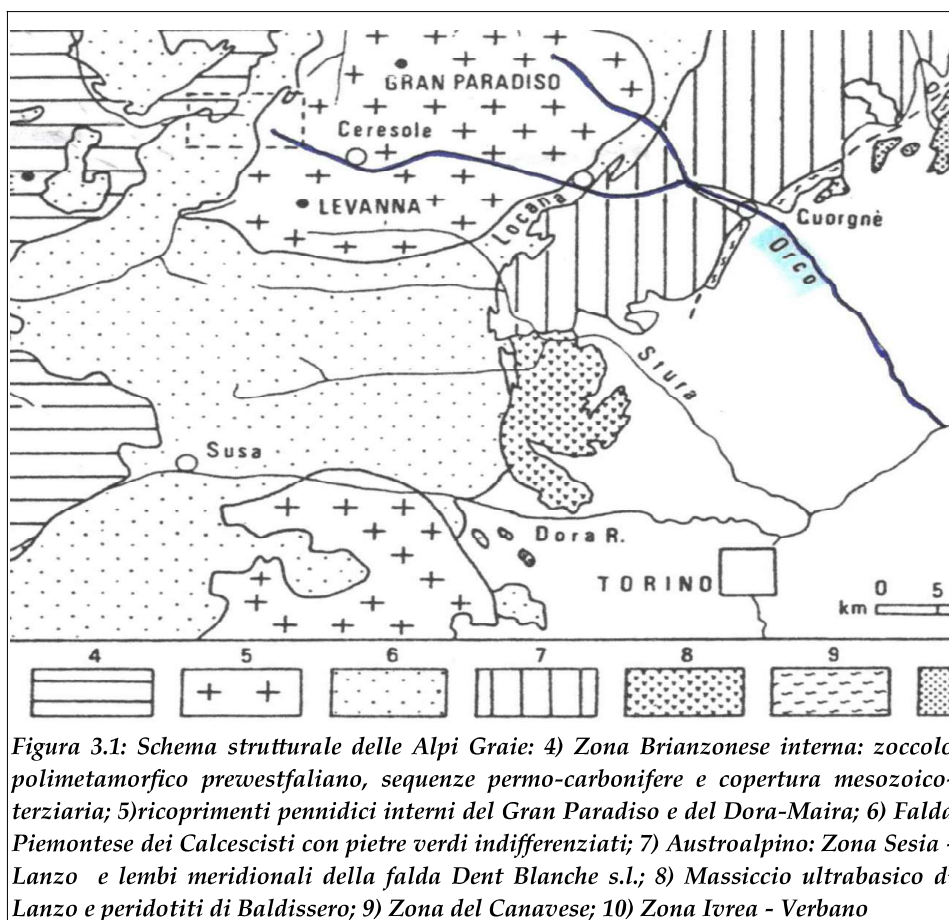 GRAN PARADISO
Ceresole
LEVANNA
Locana
Cuorgnè
Orco
Stura
Susa
Dora R.
TORINO
0 5
km
4 5 6 7 8 9
Figura 3.1: Schema strutturale delle Alpi Graie: 4) Zona Brianzonese interna: zoccolo
polimetamorfico prewestfaliano, sequenze permo-carbonifere e copertura mesozoico-
terziaria; 5)ricoprimenti pennidici interni del Gran Paradiso e del Dora-Maira; 6) Falda
Piemontese dei Calcescisti con pietre verdi indifferenziati; 7) Austroalpino: Zona Sesia -
Lanzo e lembi meridionali della falda Dent Blanche s.l.; 8) Massiccio ultrabasico di
Lanzo e peridotiti di Baldissero; 9) Zona del Canavese; 10) Zona Ivrea - Verbano